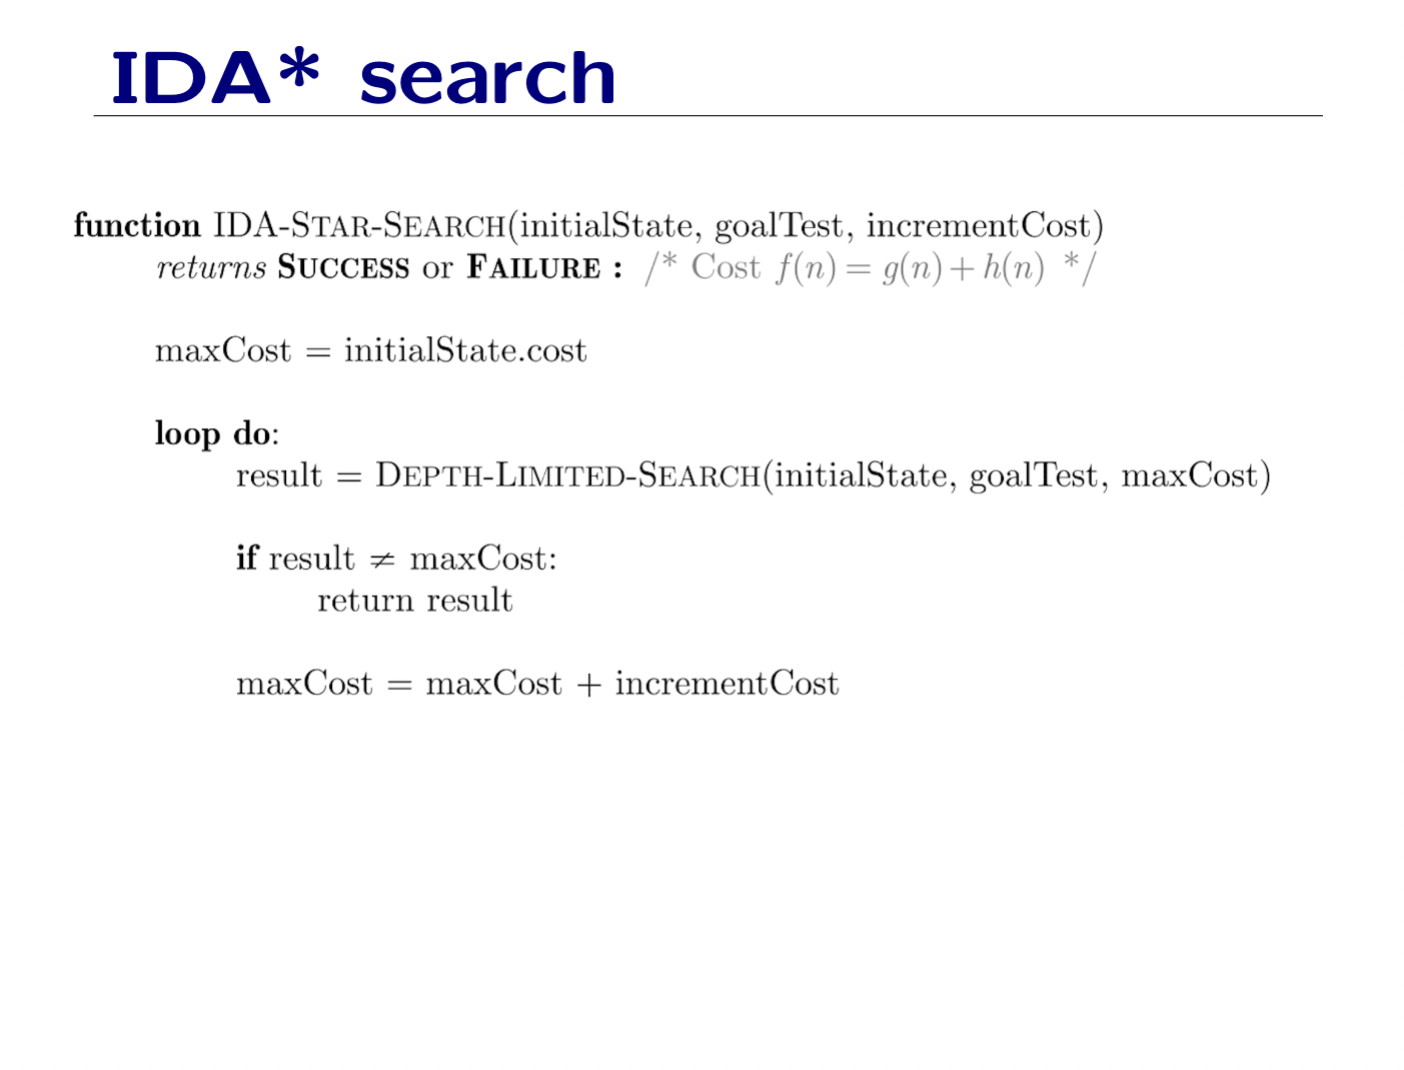 IDA* search
function IDA-STAR-SEARCH(initialState, goalTest, incrementCost)
returns SUCCESS or FAILURE : /* Cost f(n) = g(n) + h(n) */
maxCost = initialState.cost
loop do:
result = DEPTH-LIMITED-SEARCH(initialState, goalTest, maxCost)
if result ≠ maxCost:
return result
maxCost = maxCost + incrementCost